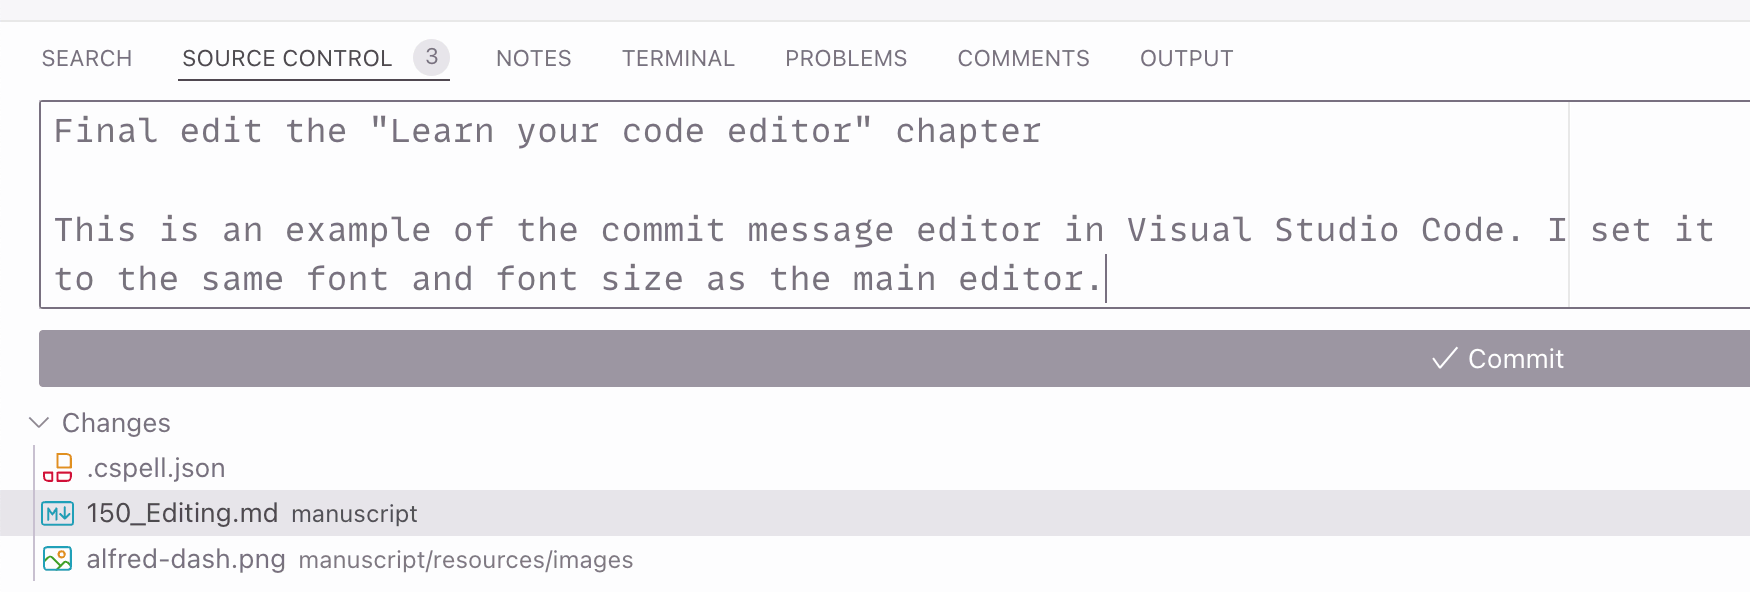 SEARCH SOURCE CONTROL 3 NOTES TERMINAL PROBLEMS COMMENTS OUTPUT
Final edit the "Learn your code editor" chapter
This is an example of the commit message editor in Visual Studio Code. I set it
to the same font and font size as the main editor.
Commit
Changes
.cspell.json
150_Editing.md manuscript
alfred-dash.png manuscript/resources/images